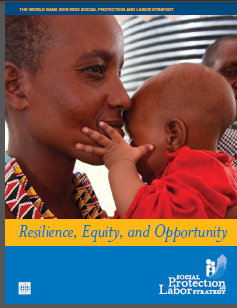 THE WORLD BANK 2012-2022 SOCIAL PROTECTION AND LABOR STRATEGY
Resilience, Equity, and Opportunity
SOCIAL
Protection
& Labor STRATEGY